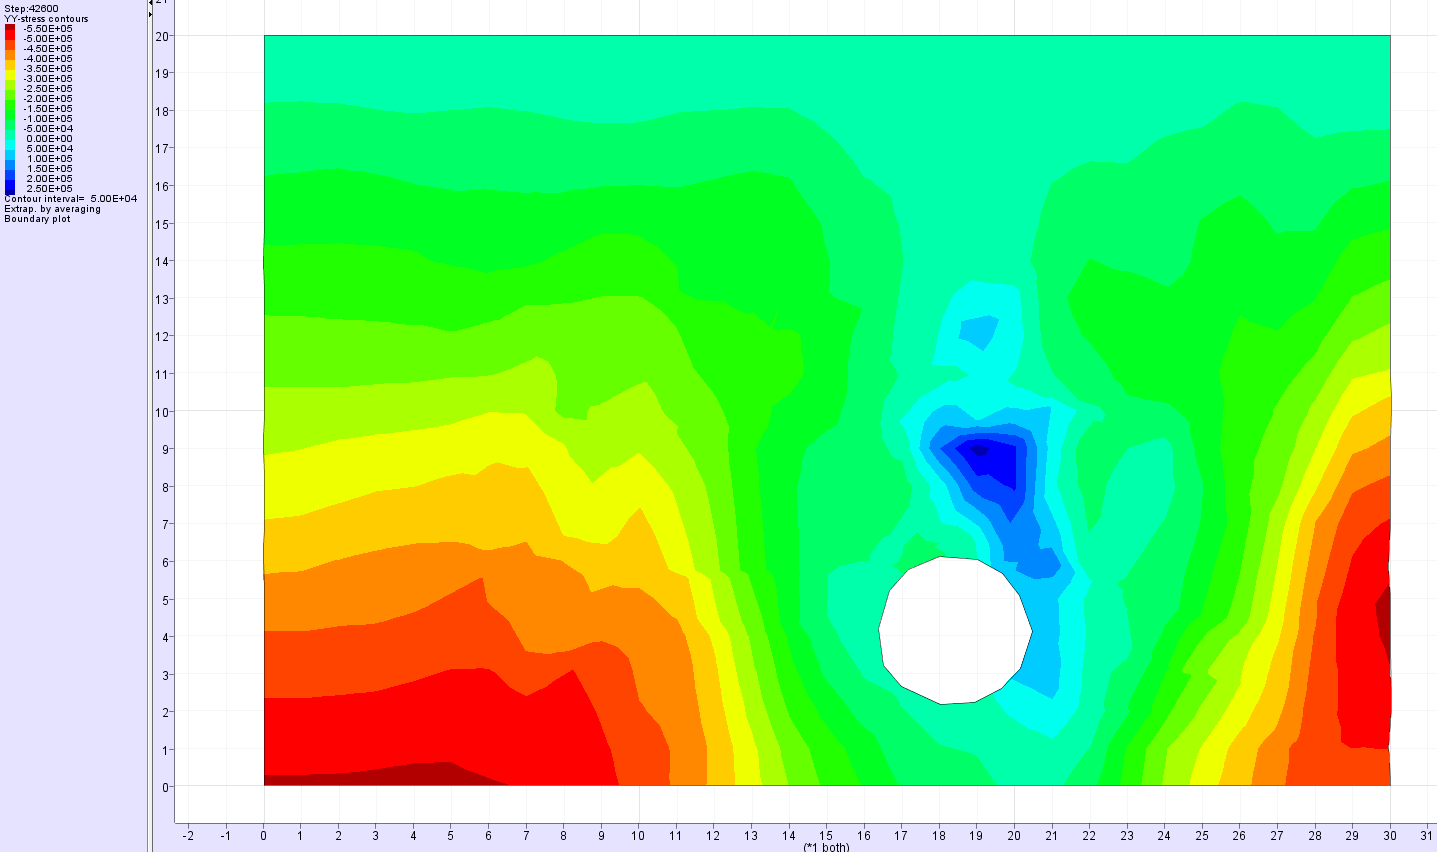 Step:42600
YY-stress contours
-5.50E+05
-5.00E+05
-4.50E+05
-4.00E+05
-3.50E+05
-3.00E+05
-2.50E+05
-2.00E+05
-1.50E+05
-1.00E+05
-5.00E+04
0.00E+00
5.00E+04
1.00E+05
1.50E+05
2.00E+05
2.50E+05
Contour interval= 5.00E+04
Extrap. by averaging
Boundary plot
21
20
19
18
17
16
15
14
13
12
11
10
9
8
7
6
5
4
3
2
1
0
-2 -1 0 1 2 3 4 5 6 7 8 9 10 11 12 13 14 15 16 17 18 19 20 21 22 23 24 25 26 27 28 29 30 31
(*1 both)